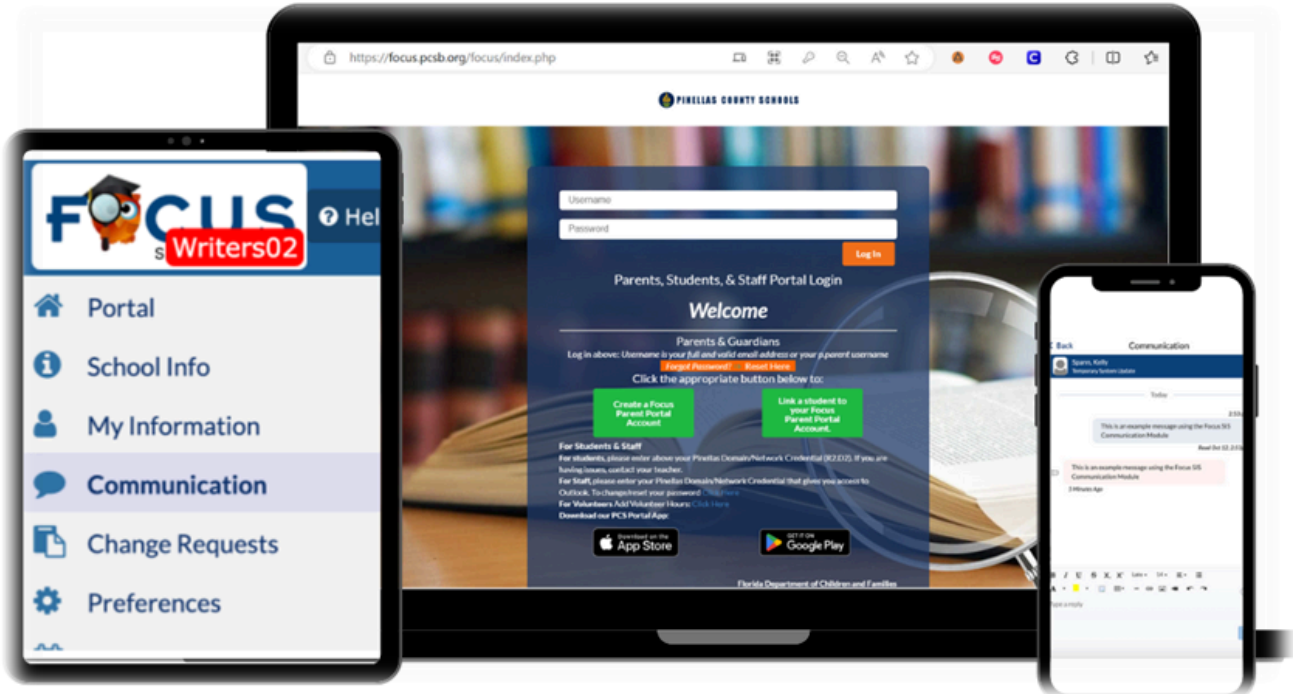 https://focus.pcsb.org/focus/index.php
PINELLAS COUNTY SCHOOLS
Username
Password
Log In
Parents, Students, & Staff Portal Login
Welcome
Parents & Guardians
Log in above: Username is your full and valid email address or your p.parent username
Forgot Password? Reset Here
Click the appropriate button below to:
Create a Focus
Parent Portal
Account
Link a student to
your Focus
Parent Portal
Account.
For Students & Staff
For students, please enter above your Pinellas Domain/Network Credential (R2.D2). If you are
having issues, contact your teacher.
For Staff, please enter your Pinellas Domain/Network Credential that gives you access to
Outlook. To change/reset your password Click Here
For Volunteers Add Volunteer Hours: Click Here
Download our PCS Portal App:
Download on the
App Store
GET IT ON
Google Play
Florida Department of Children and Families
FOCUS
Writers02
Hel
Portal
School Info
My Information
Communication
Change Requests
Preferences
Back
Communication
Kelly
Temporary System Update
Today
This is an example message using the Focus SIS
Communication Module
Read Oct 12,
This is an example message using the Focus SIS
Communication Module
3 Minutes Ago
a reply